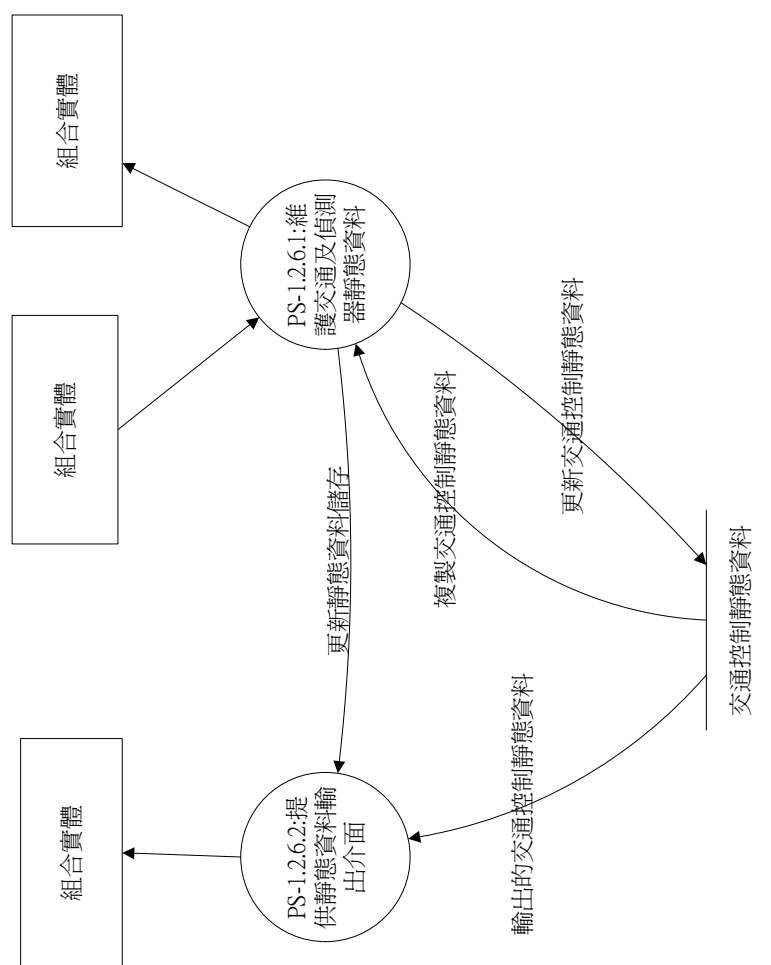 組合實體
組合實體
組合實體
PS-1.2.6.1:維
護交通及偵測
器靜態資料
PS-1.2.6.2:提
供靜態資料輸
出介面
更新靜態資料儲存
複製交通控制靜態資料
更新交通控制靜態資料
輸出的交通控制靜態資料
交通控制靜態資料